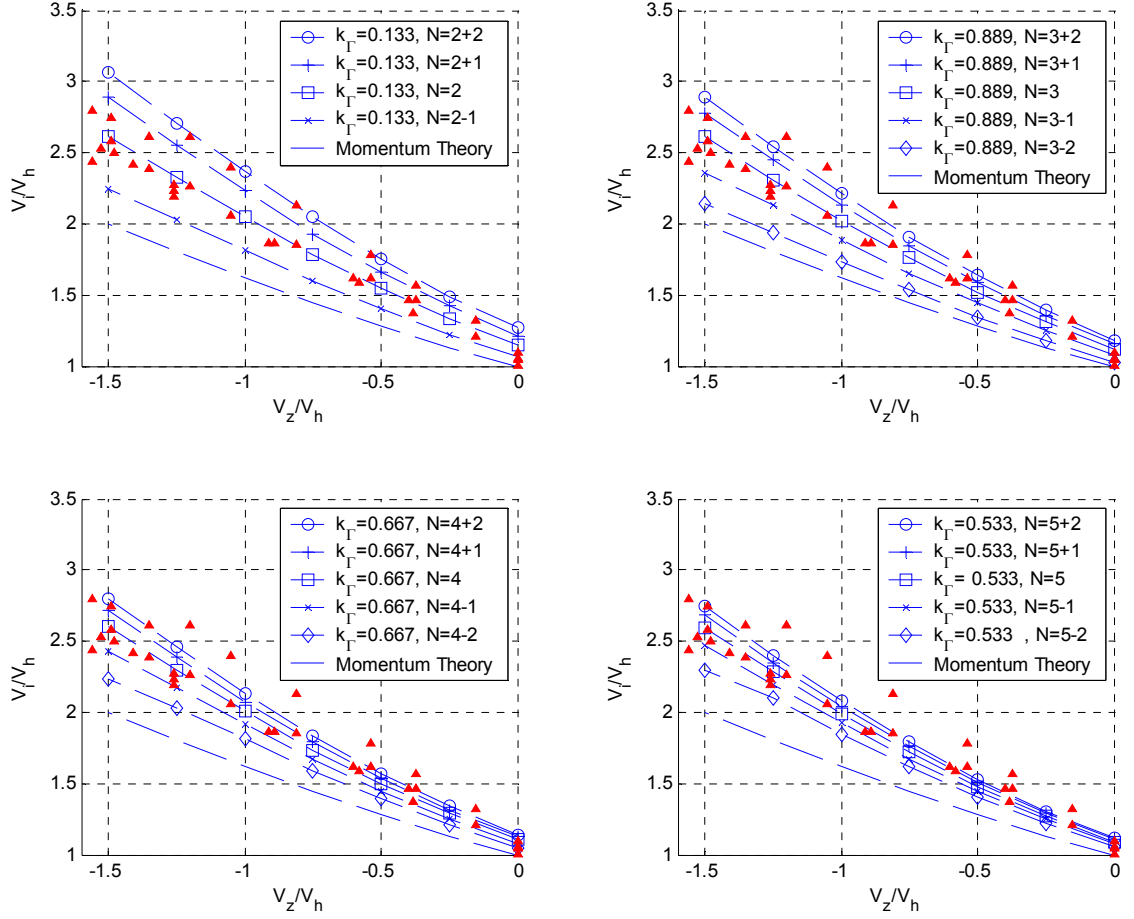 3.5
3
2.5
2
1.5
1
V_i/V_h
-1.5
-1
-0.5
0
V_z/V_h
k_Γ=0.133, N=2+2
k_Γ=0.133, N=2+1
k_Γ=0.133, N=2
k_Γ=0.133, N=2-1
Momentum Theory
3.5
3
2.5
2
1.5
1
V_i/V_h
-1.5
-1
-0.5
0
V_z/V_h
k_Γ=0.889, N=3+2
k_Γ=0.889, N=3+1
k_Γ=0.889, N=3
k_Γ=0.889, N=3-1
k_Γ=0.889, N=3-2
Momentum Theory
3.5
3
2.5
2
1.5
1
V_i/V_h
-1.5
-1
-0.5
0
V_z/V_h
k_Γ=0.667, N=4+2
k_Γ=0.667, N=4+1
k_Γ=0.667, N=4
k_Γ=0.667, N=4-1
k_Γ=0.667, N=4-2
Momentum Theory
3.5
3
2.5
2
1.5
1
V_i/V_h
-1.5
-1
-0.5
0
V_z/V_h
k_Γ=0.533, N=5+2
k_Γ=0.533, N=5+1
k_Γ= 0.533, N=5
k_Γ=0.533, N=5-1
k_Γ=0.533 , N=5-2
Momentum Theory